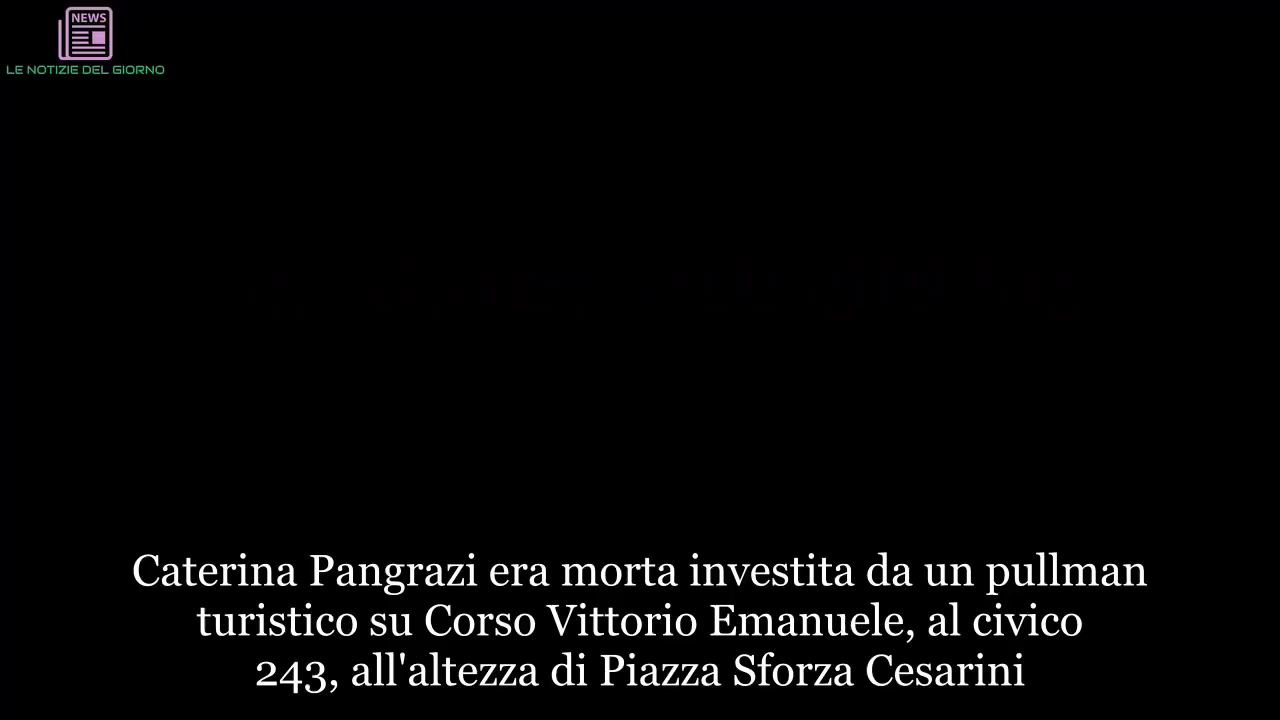 NEWS
LE NOTIZIE DEL GIORNO
Caterina Pangrazi era morta investita da un pullman
turistico su Corso Vittorio Emanuele, al civico
243, all'altezza di Piazza Sforza Cesarini